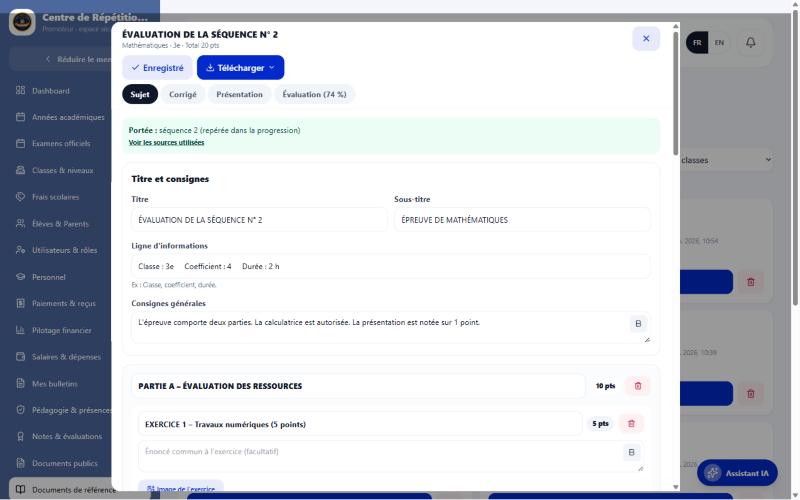 Centre de Répétitio...
Promoteur · espace
Réduire le men
Dashboard
Années académiques
Examens officiels
Classes & niveaux
Frais scolaires
Élèves & Parents
Utilisateurs & rôles
Personnel
Paiements & reçus
Pilotage financier
Salaires & dépenses
Mes bulletins
Pédagogie & présences
Notes & évaluations
Documents publics
Documents de référence
ÉVALUATION DE LA SÉQUENCE N° 2
Mathématiques · 3e · Total 20 pts
Enregistré
Télécharger
Sujet
Corrigé
Présentation
Évaluation (74 %)
Portée : séquence 2 (repérée dans la progression)
Voir les sources utilisées
Titre et consignes
Titre
Sous-titre
ÉVALUATION DE LA SÉQUENCE N° 2
ÉPREUVE DE MATHÉMATIQUES
Ligne d'informations
Classe : 3e Coefficient : 4 Durée : 2 h
Ex : Classe, coefficient, durée.
Consignes générales
L'épreuve comporte deux parties. La calculatrice est autorisée. La présentation est notée sur 1 point.
B
PARTIE A – ÉVALUATION DES RESSOURCES
10 pts
EXERCICE 1 – Travaux numériques (5 points)
5 pts
Énoncé commun à l'exercice (facultatif)
B
Image de l'exercice
FR
EN
classes
2026, 10:54
2026, 10:39
2026
Assistant IA